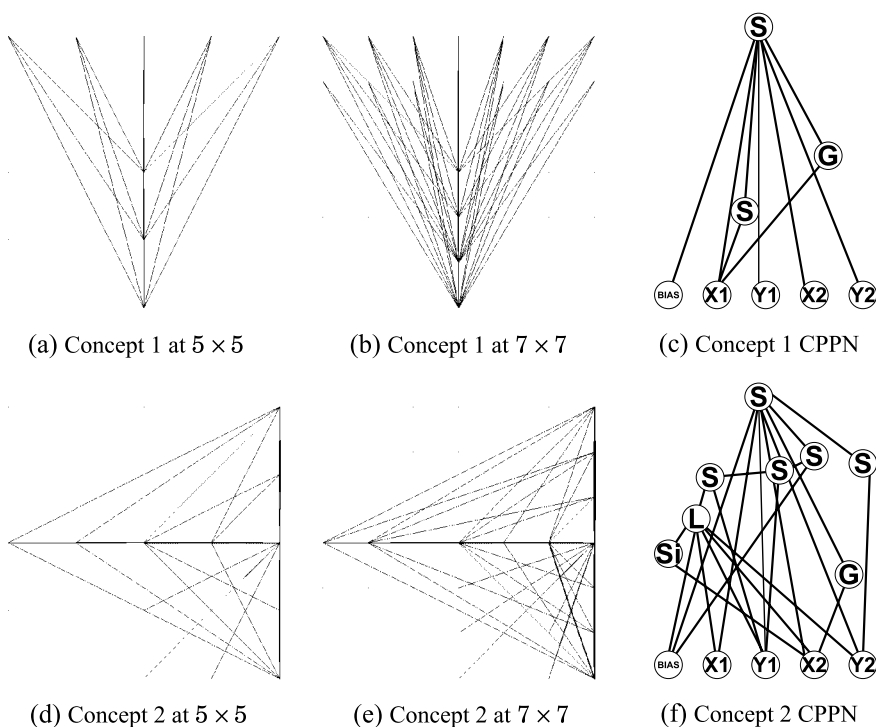 S
G
S
BIAS X1 Y1 X2 Y2
(a) Concept 1 at 5 × 5
(b) Concept 1 at 7 × 7
(c) Concept 1 CPPN
S
S S S S
L
Si
G
BIAS X1 Y1 X2 Y2
(d) Concept 2 at 5 × 5
(e) Concept 2 at 7 × 7
(f) Concept 2 CPPN